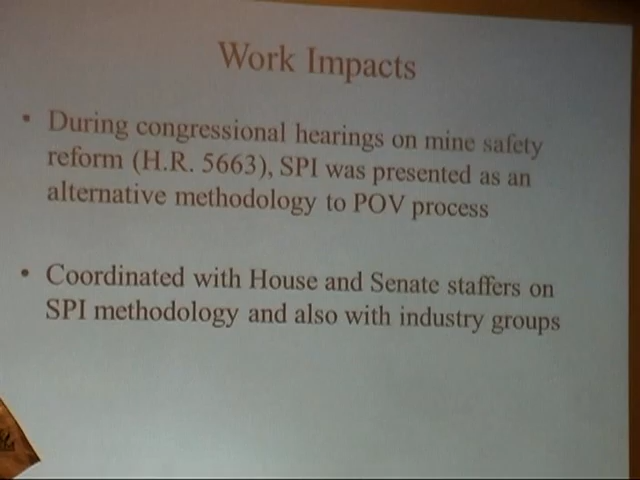 Work Impacts
• During congressional hearings on mine safety
reform (H.R. 5663), SPI was presented as an
alternative methodology to POV process
• Coordinated with House and Senate staffers on
SPI methodology and also with industry groups